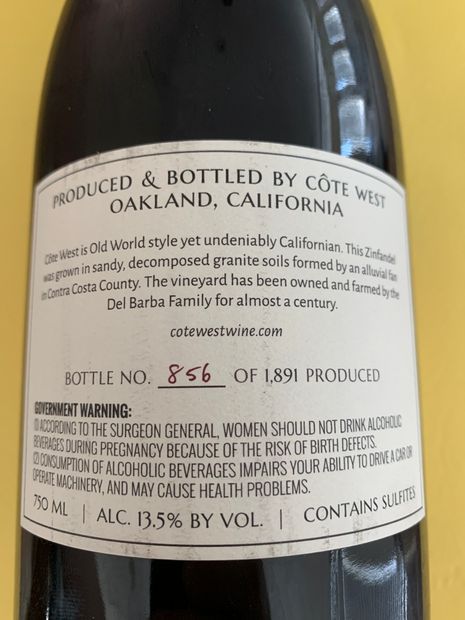 PRODUCED & BOTTLED BY CÔTE WEST
OAKLAND, CALIFORNIA
Côte West is Old World style yet undeniably Californian. This Zinfandel
was grown in sandy, decomposed granite soils formed by an alluvial fan
in Contra Costa County. The vineyard has been owned and farmed by the
Del Barba Family for almost a century.
cotewestwine.com
BOTTLE NO. 856 OF 1,891 PRODUCED
GOVERNMENT WARNING:
(1) ACCORDING TO THE SURGEON GENERAL, WOMEN SHOULD NOT DRINK ALCOHOLIC
BEVERAGES DURING PREGNANCY BECAUSE OF THE RISK OF BIRTH DEFECTS.
(2) CONSUMPTION OF ALCOHOLIC BEVERAGES IMPAIRS YOUR ABILITY TO DRIVE A CAR OR
OPERATE MACHINERY, AND MAY CAUSE HEALTH PROBLEMS.
750 ML | ALC. 13.5% BY VOL. | CONTAINS SULFITES